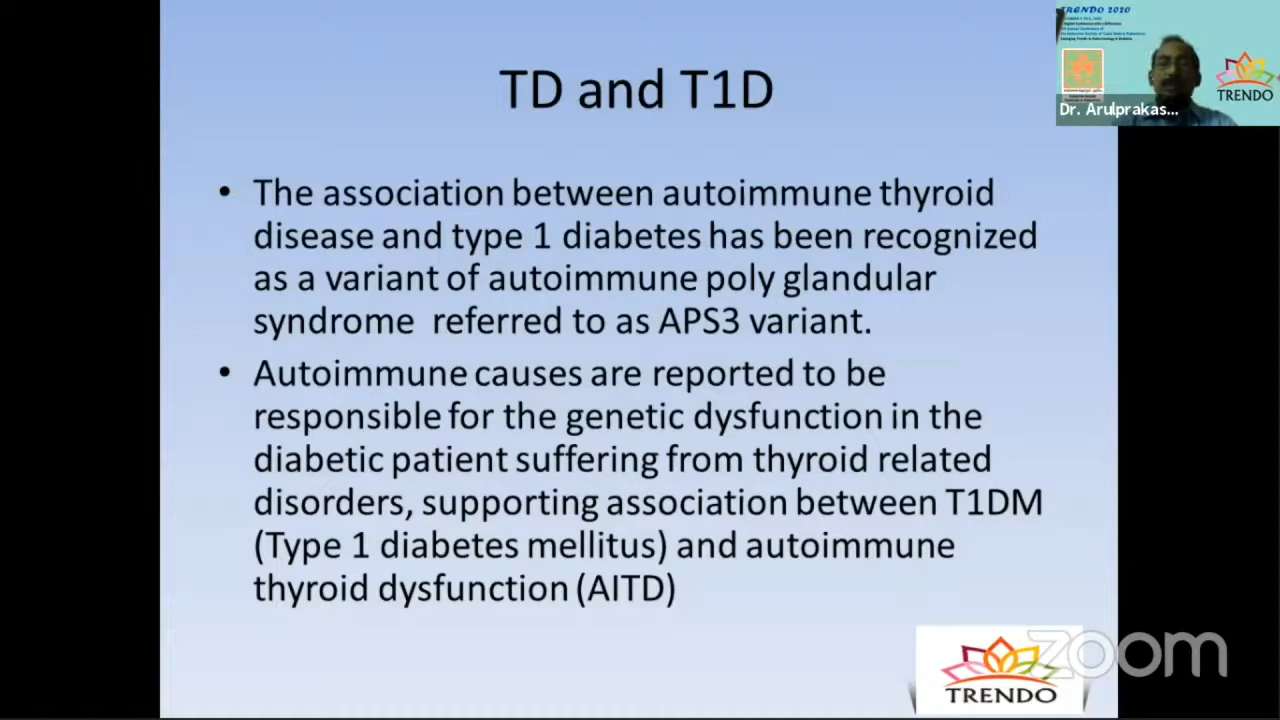 TD and T1D
• The association between autoimmune thyroid
disease and type 1 diabetes has been recognized
as a variant of autoimmune poly glandular
syndrome referred to as APS3 variant.
• Autoimmune causes are reported to be
responsible for the genetic dysfunction in the
diabetic patient suffering from thyroid related
disorders, supporting association between T1DM
(Type 1 diabetes mellitus) and autoimmune
thyroid dysfunction (AITD)
TRENDO 2020
TRENDO
Dr. Arulprakas...
zoom
TRENDO